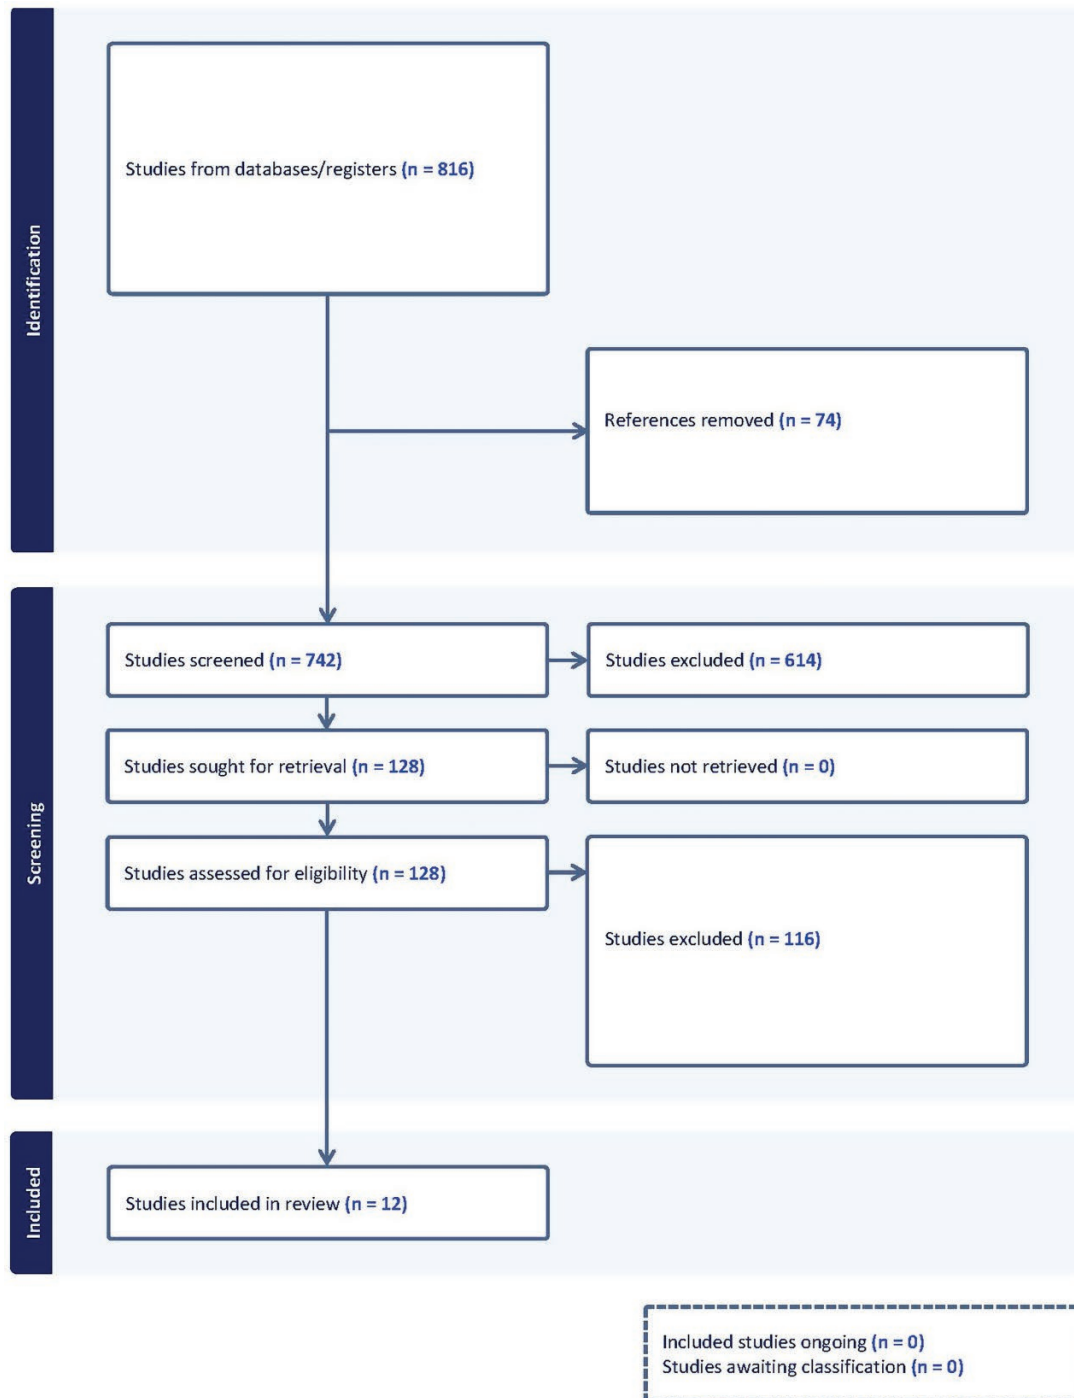 Identification
Studies from databases/registers (n = 816)
References removed (n = 74)
Screening
Studies screened (n = 742)
Studies excluded (n = 614)
Studies sought for retrieval (n = 128)
Studies not retrieved (n = 0)
Studies assessed for eligibility (n = 128)
Studies excluded (n = 116)
Included
Studies included in review (n = 12)
Included studies ongoing (n = 0)
Studies awaiting classification (n = 0)